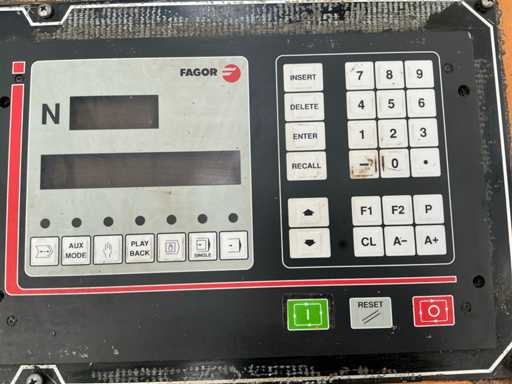 FAGOR
N
AUX MODE
PLAY BACK
SINGLE
INSERT
7 8 9
DELETE
4 5 6
ENTER
1 2 3
RECALL
- 0 •
F1 F2 P
CL A- A+
I
RESET
O